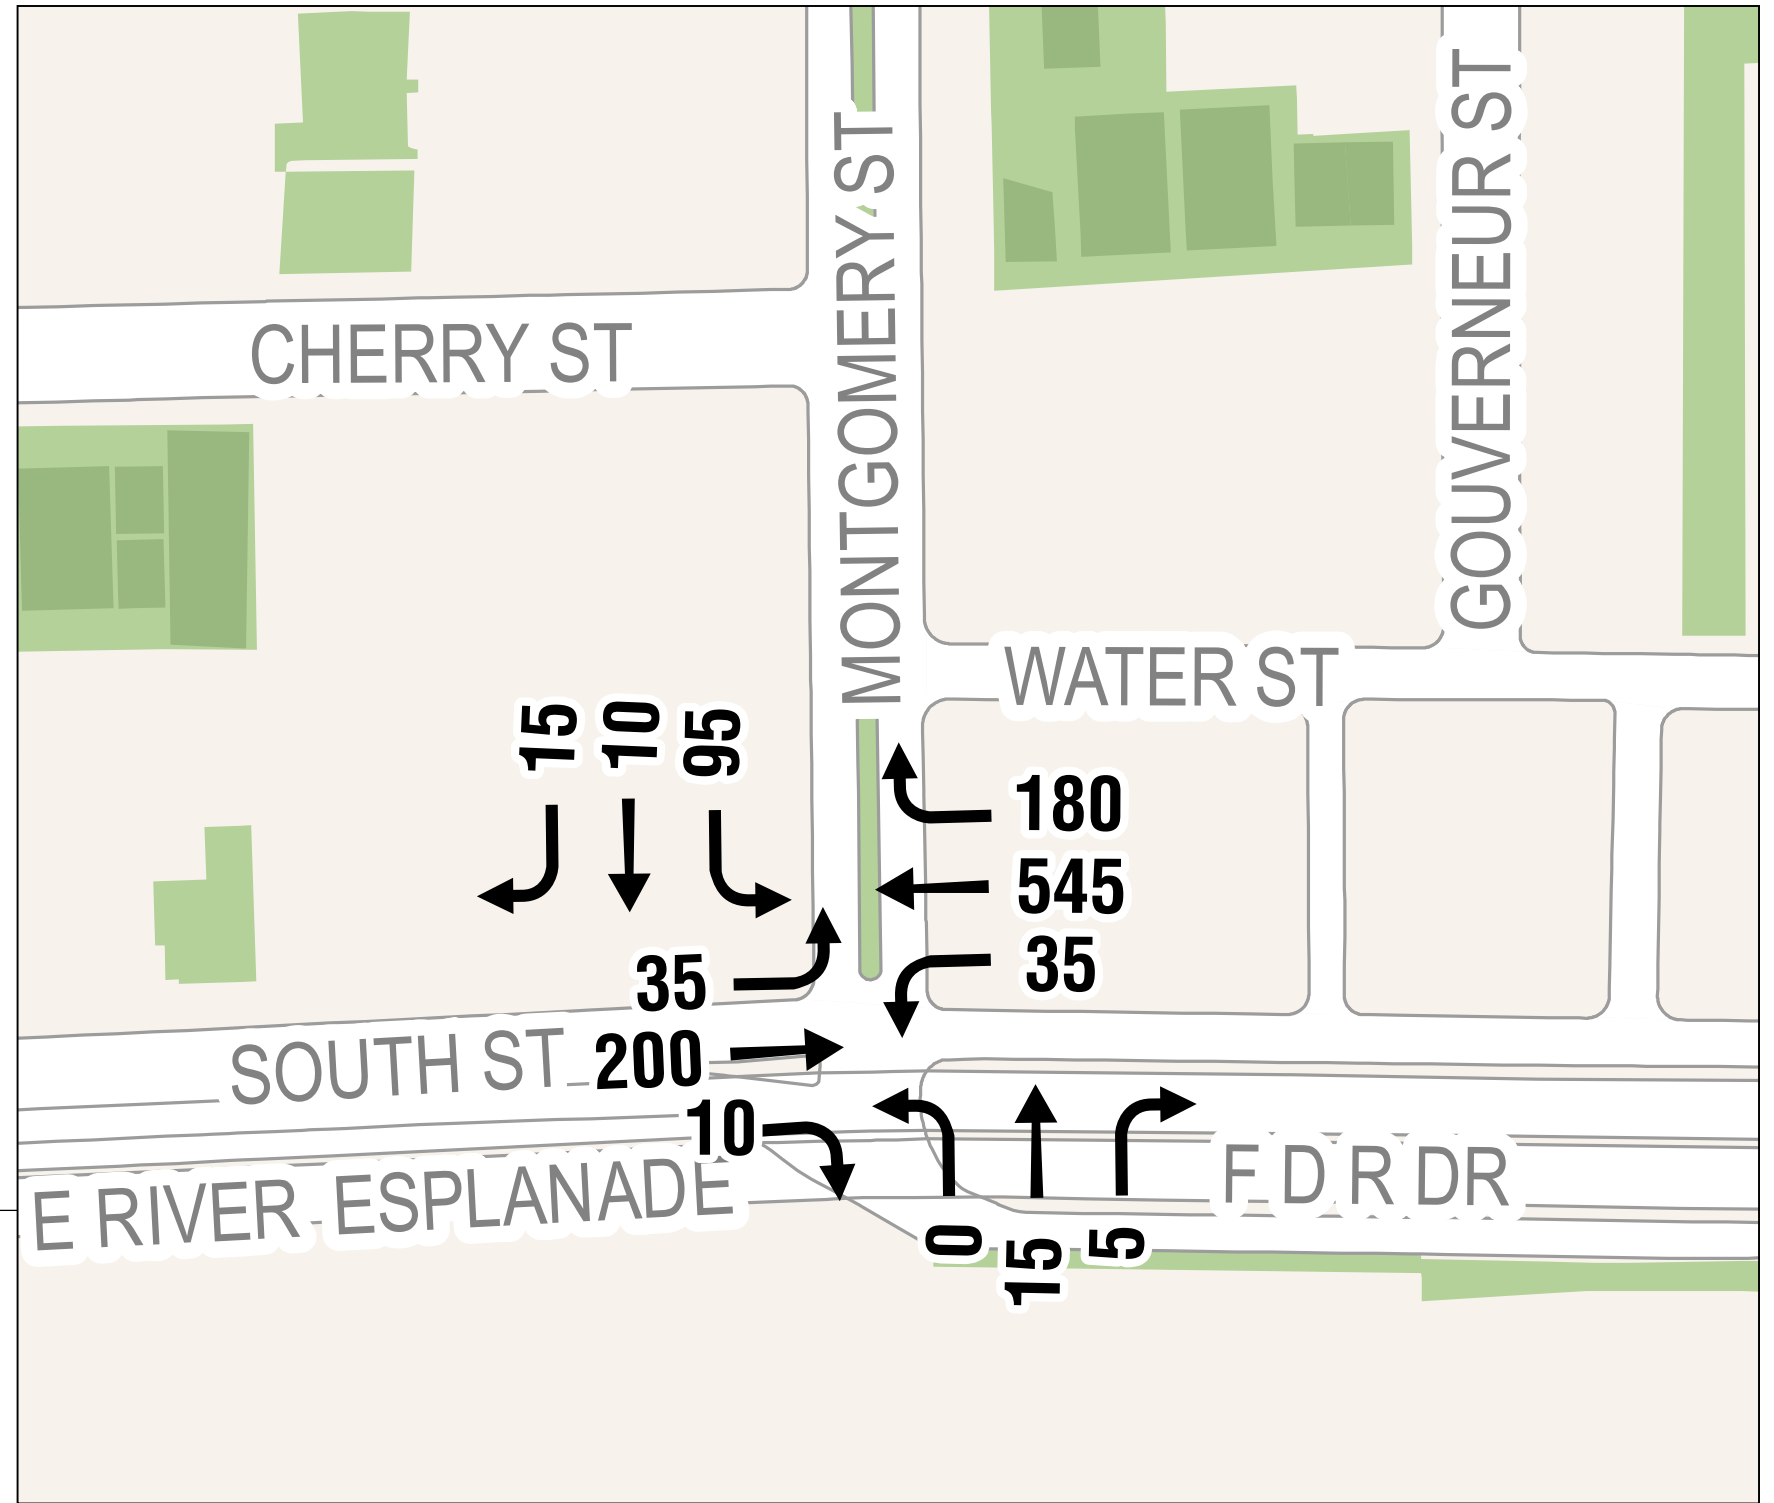 MONTGOMERY ST
GOUVERNEUR ST
CHERRY ST
WATER ST
15
10
95
180
545
35
35
SOUTH ST
200
10
E RIVER ESPLANADE
F D R DR
0
15
5